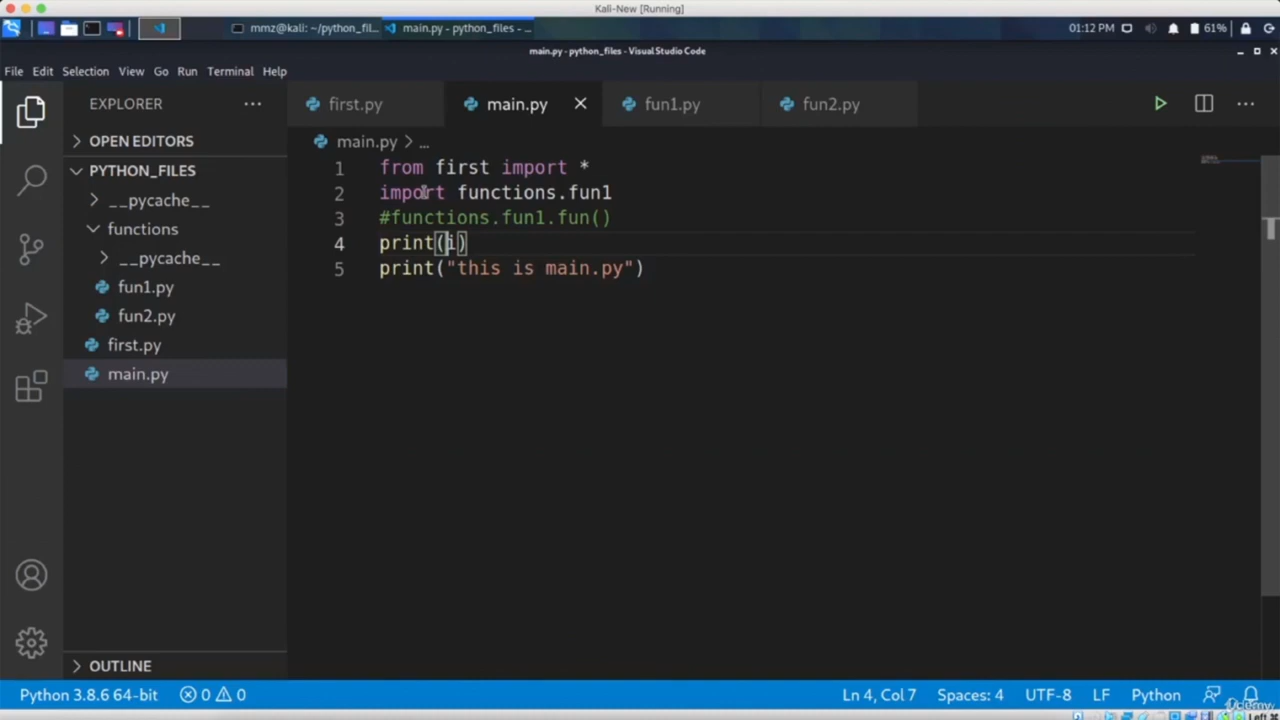 Kali-New [Running]
mmz@kali: ~/python_fil... main.py - python_files - ... 01:12 PM 61%
main.py - python_files - Visual Studio Code
File Edit Selection View Go Run Terminal Help
EXPLORER ... first.py main.py fun1.py fun2.py ...
OPEN EDITORS
main.py > ...
PYTHON_FILES
__pycache__
functions
__pycache__
fun1.py
fun2.py
first.py
main.py
1 from first import *
2 import functions.fun1
3 #functions.fun1.fun()
4 print(i)
5 print("this is main.py")
OUTLINE
Python 3.8.6 64-bit 0 0 Ln 4, Col 7 Spaces: 4 UTF-8 LF Python
Udemy